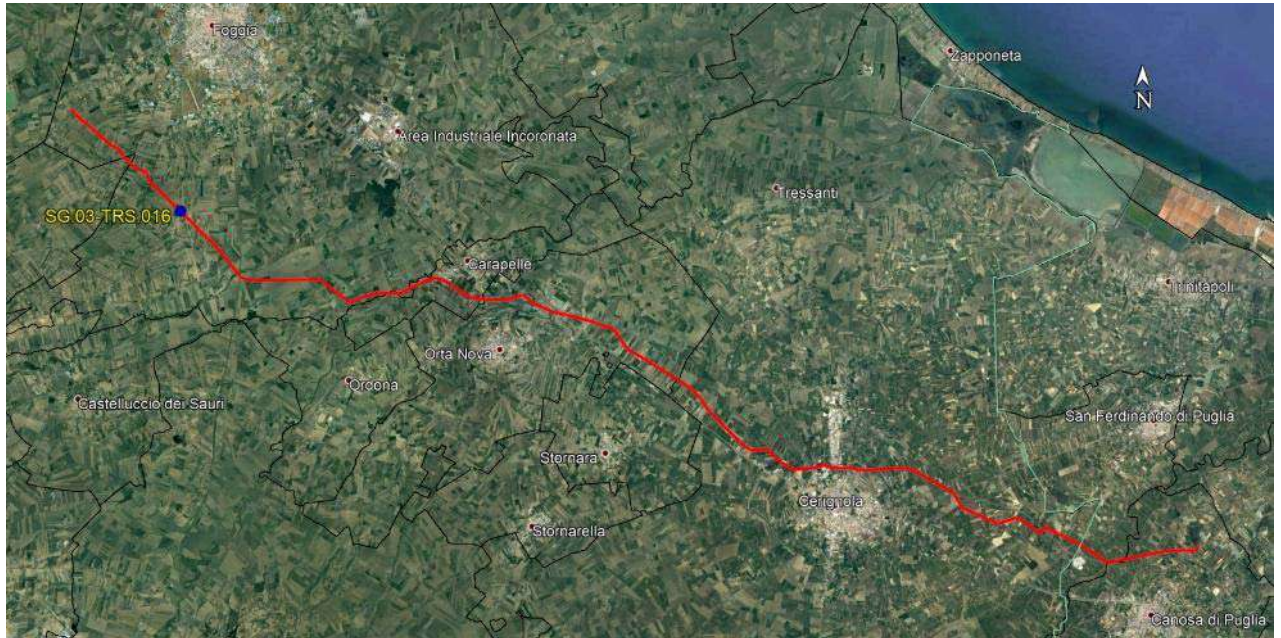 Foggia
Zapponeta
N
Area Industriale Incoronata
Tressanti
SG.03-TRS.016
Carapelle
Trinitapoli
Orta Nova
Ordona
Castelluccio dei Sauri
San Ferdinando di Puglia
Stornara
Cerignola
Stornarella
Canosa di Puglia